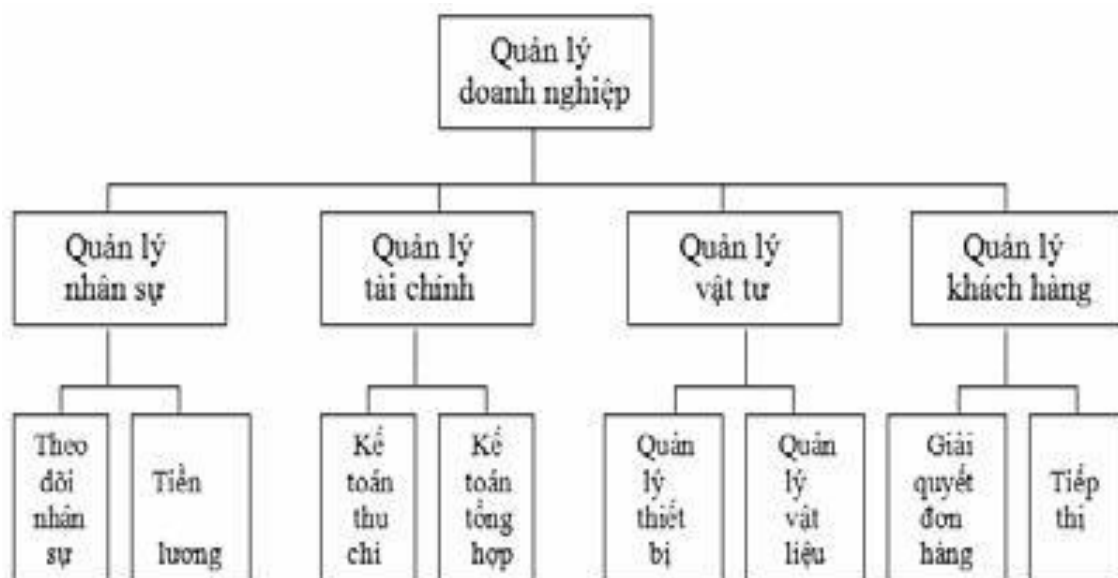 Quản lý
doanh nghiệp
Quản lý
nhân sự
Quản lý
tài chính
Quản lý
vật tư
Quản lý
khách hàng
Theo
dõi
nhân
sự
Tiền
lương
Kế
toán
thu
chi
Kế
toán
tổng
hợp
Quản
lý
thiết
bị
Quản
lý
vật
liệu
Giải
quyết
đơn
hàng
Tiếp
thị